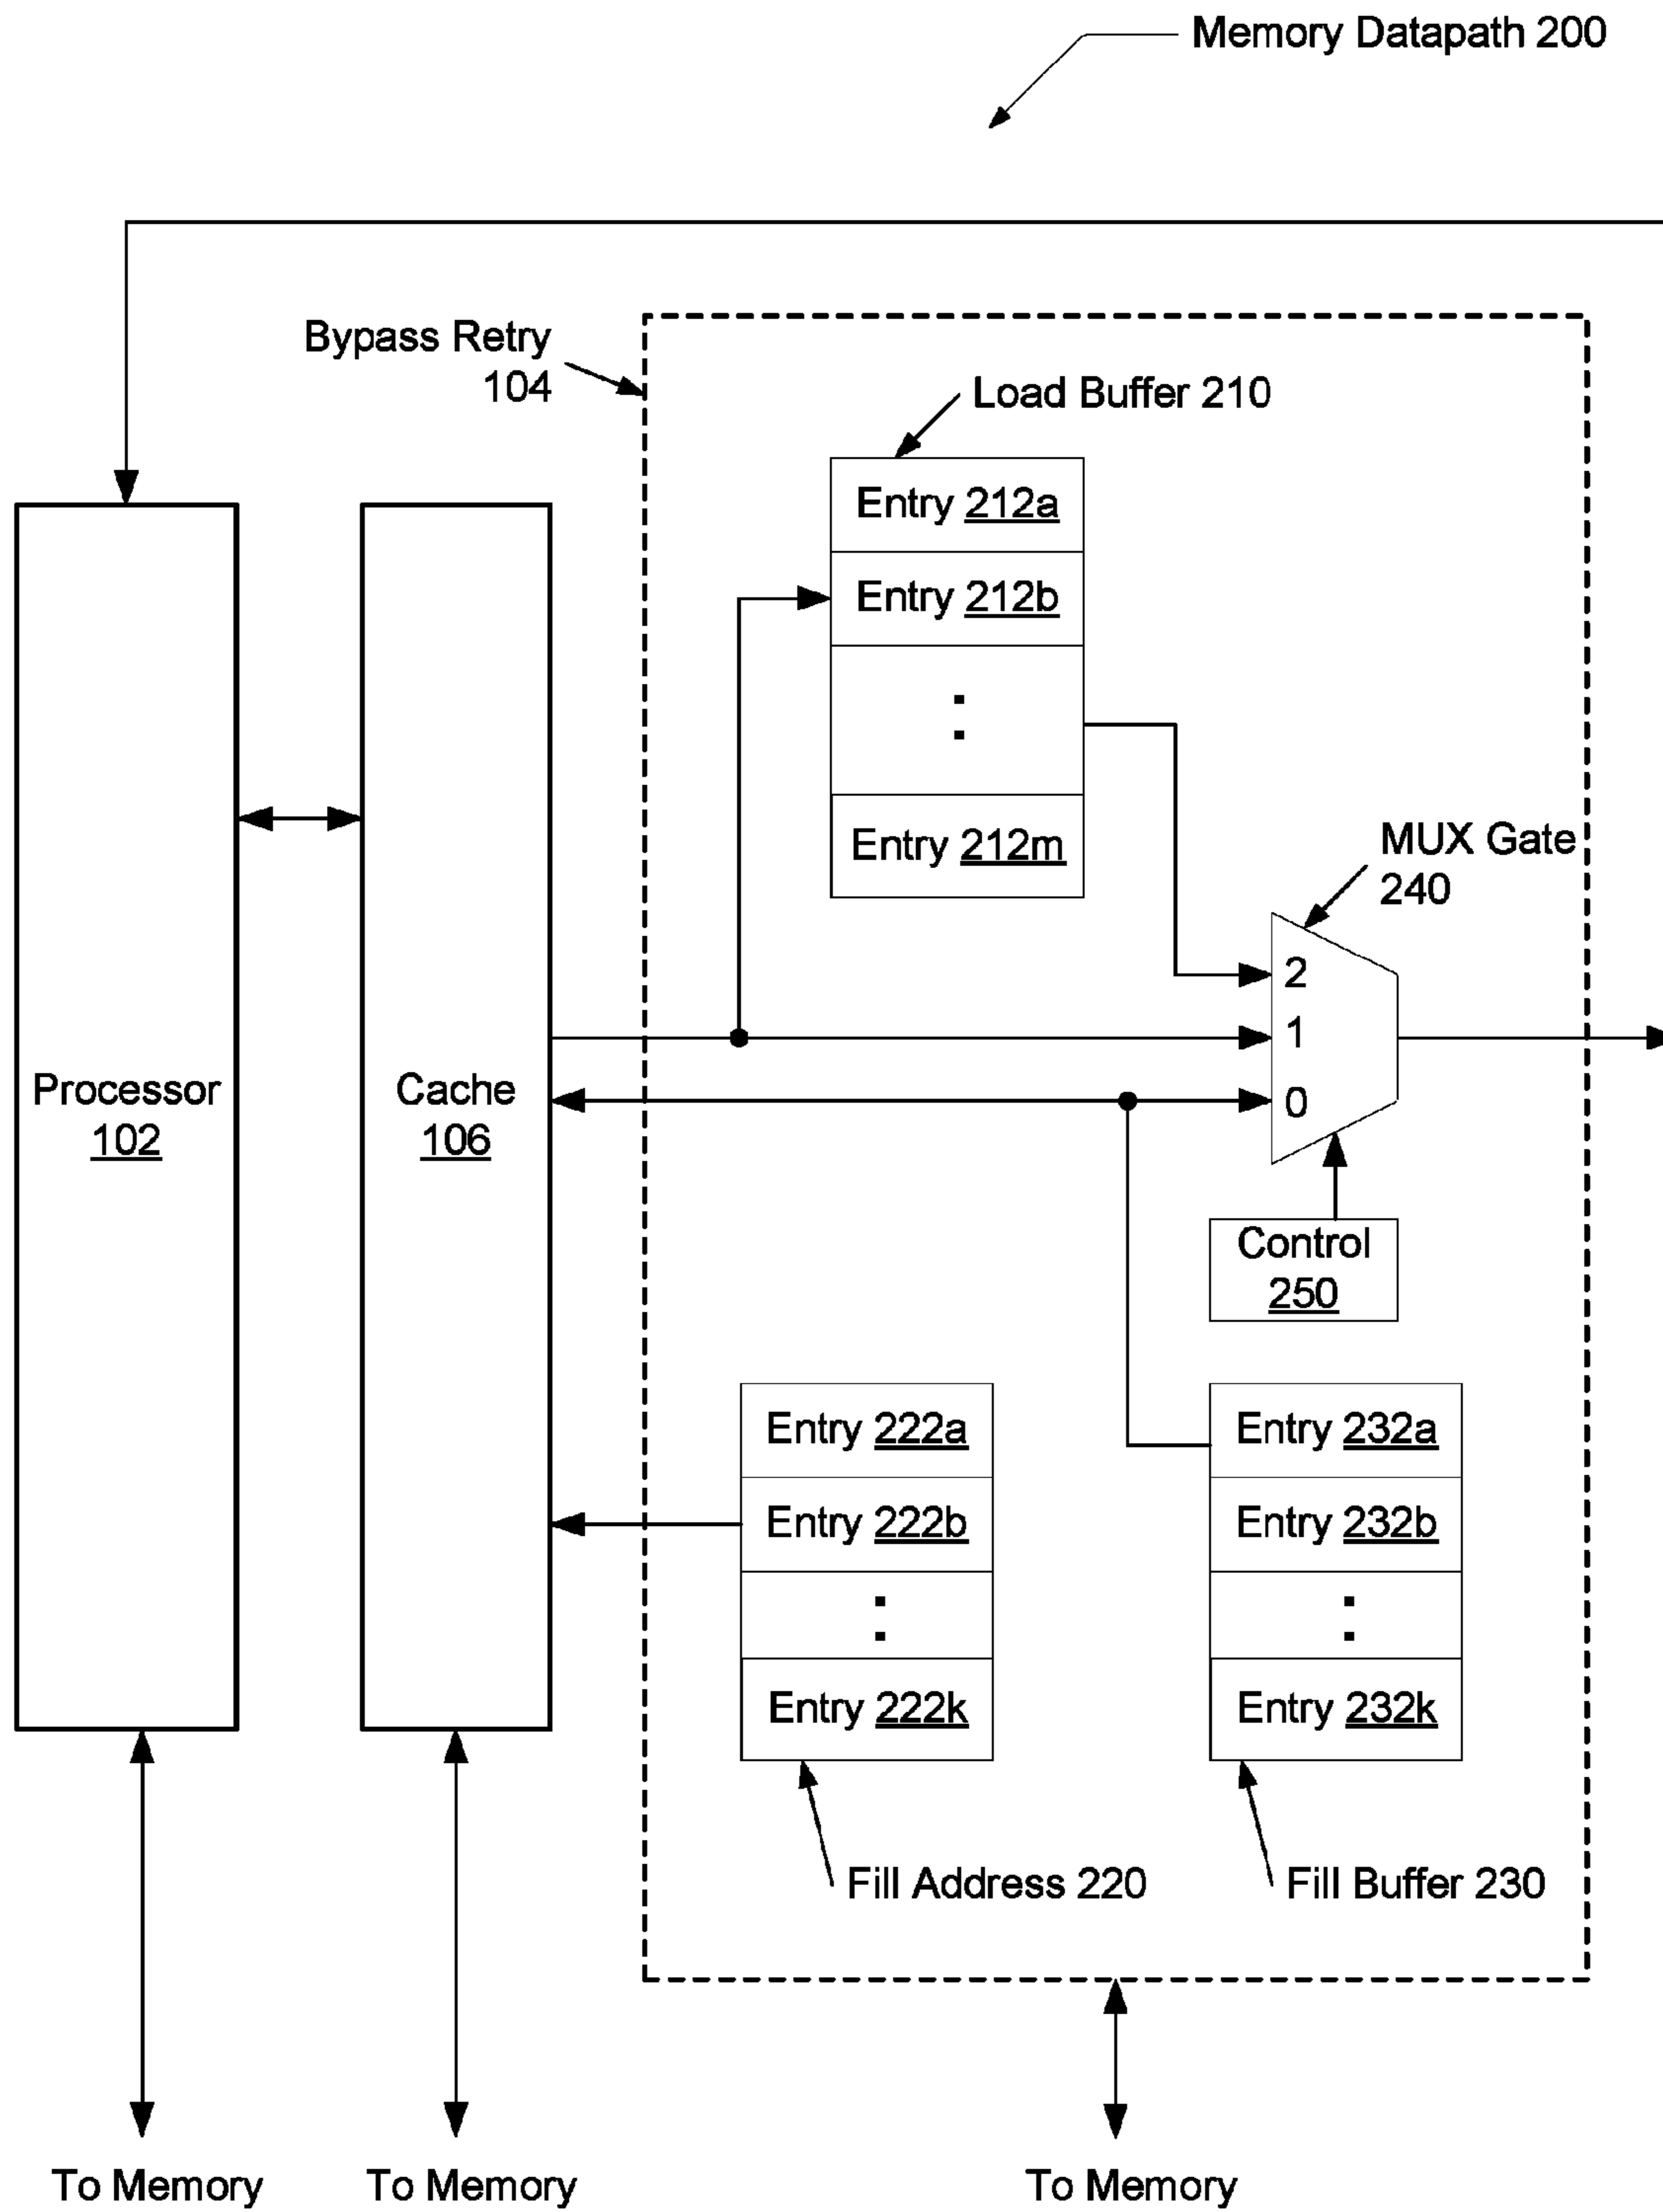 Memory Datapath 200
Bypass Retry
104
Load Buffer 210
Entry 212a
Entry 212b
:
Entry 212m
MUX Gate
240
2
1
0
Processor
102
Cache
106
Control
250
Entry 222a
Entry 222b
:
Entry 222k
Entry 232a
Entry 232b
:
Entry 232k
Fill Address 220
Fill Buffer 230
To Memory
To Memory
To Memory